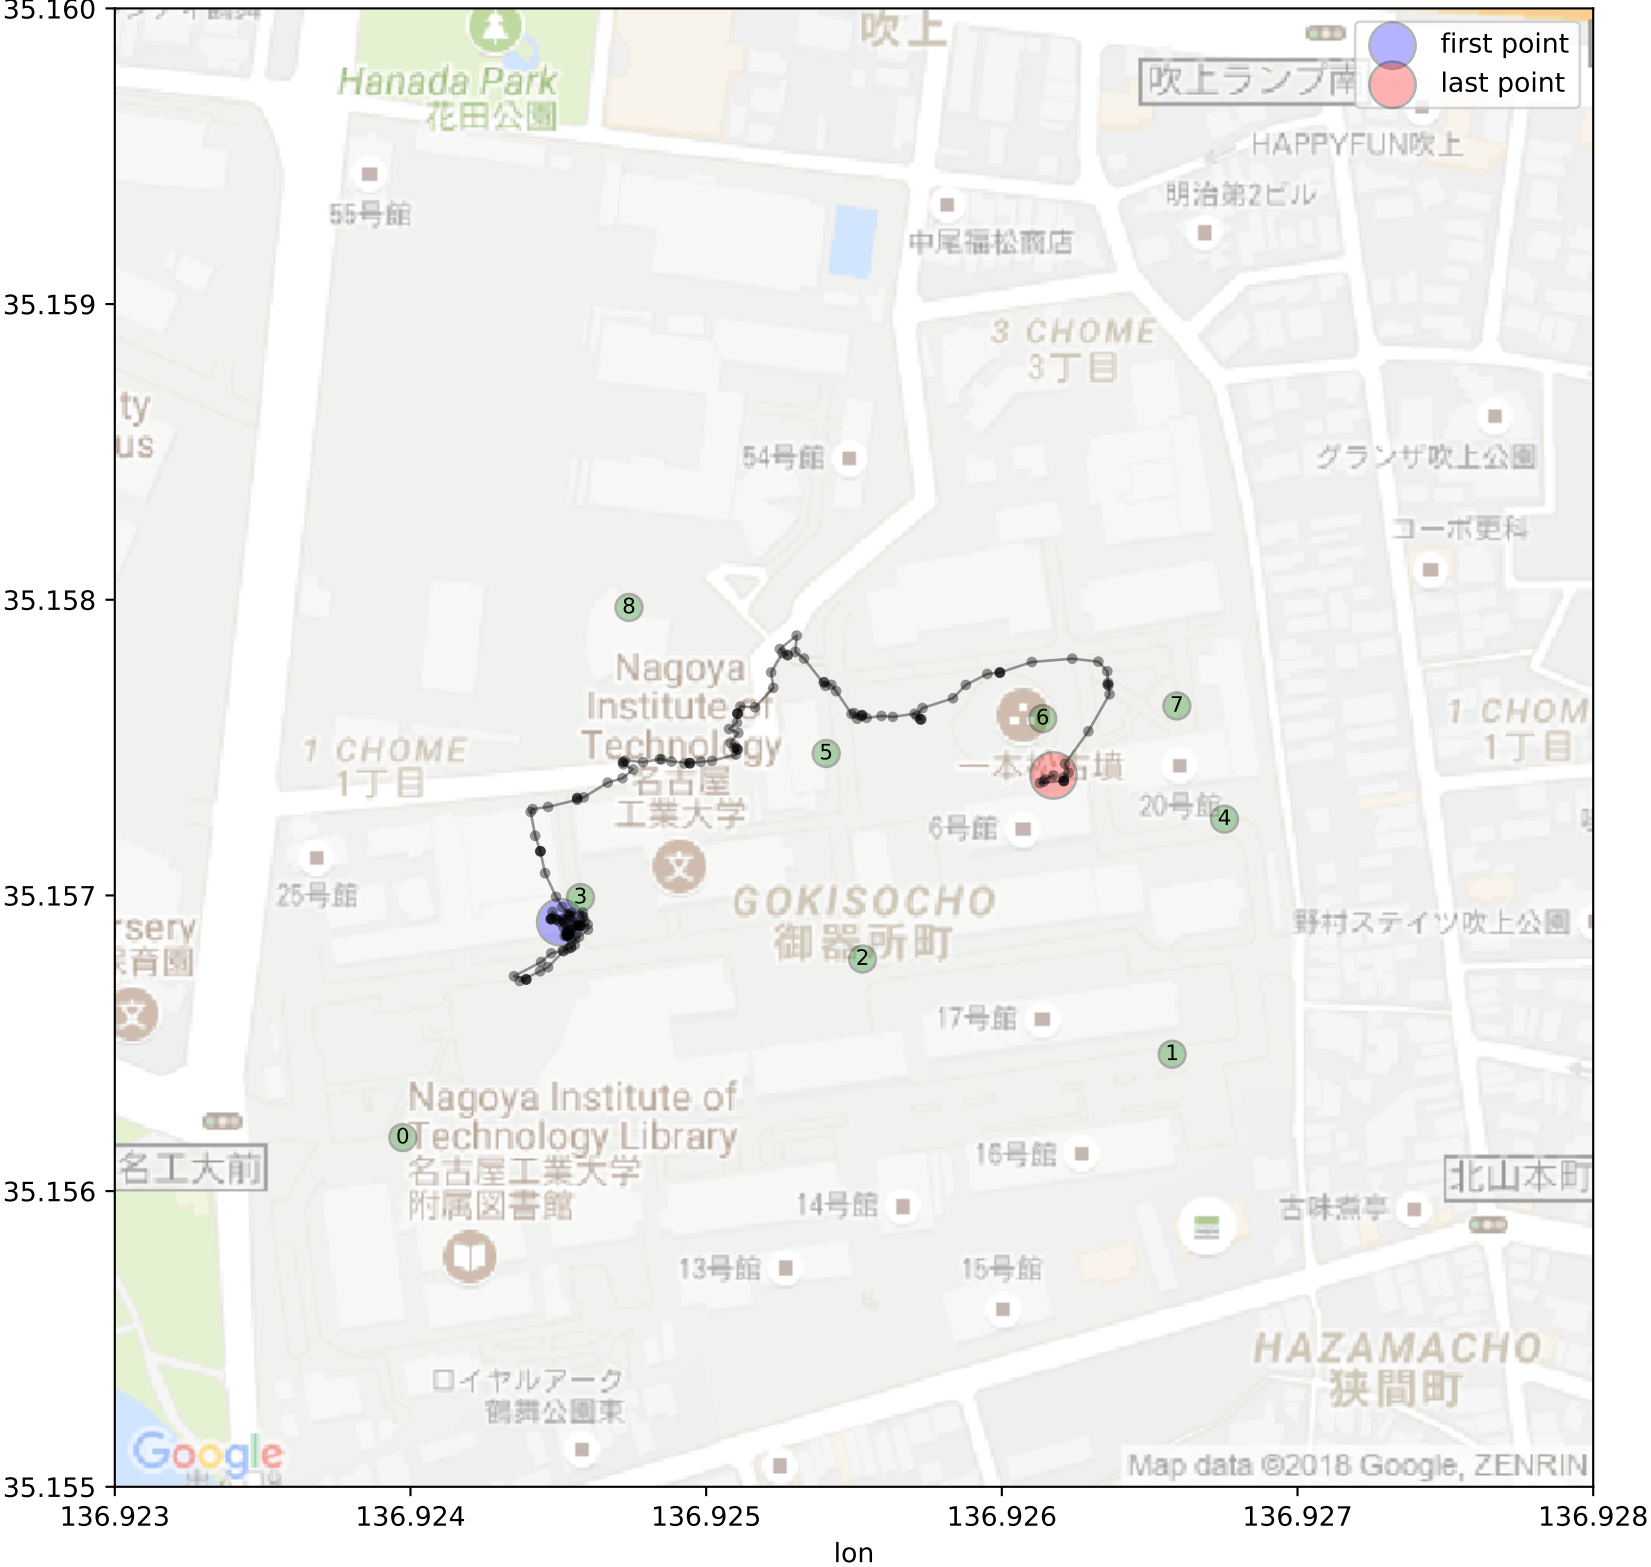 35.160
吹上
first point
last point
Hanada Park
花田公園
吹上ランプ南
HAPPYFUN吹上
55号館
明治第2ビル
中尾福松商店
35.159
3 CHOME
3丁目
ty
us
54号館
グランザ吹上公園
コーポ更科
35.158
8
Nagoya
Institute of
Technology
名古屋
工業大学
7
6
5
1 CHOME
1丁目
1 CHOM
1丁目
20号館
4
6号館
25号館
35.157
3
GOKISOCHO
御器所町
rsery
育園
野村ステイツ吹上公園
2
17号館
1
Nagoya Institute of
Technology Library
名古屋工業大学
附属図書館
0
名工大前
16号館
北山本町
35.156
14号館
古味煮亭
13号館
15号館
HAZAMACHO
狭間町
ロイヤルアーク
鶴舞公園東
Google
Map data ©2018 Google, ZENRIN
35.155
136.923 136.924 136.925 136.926 136.927 136.928
lon